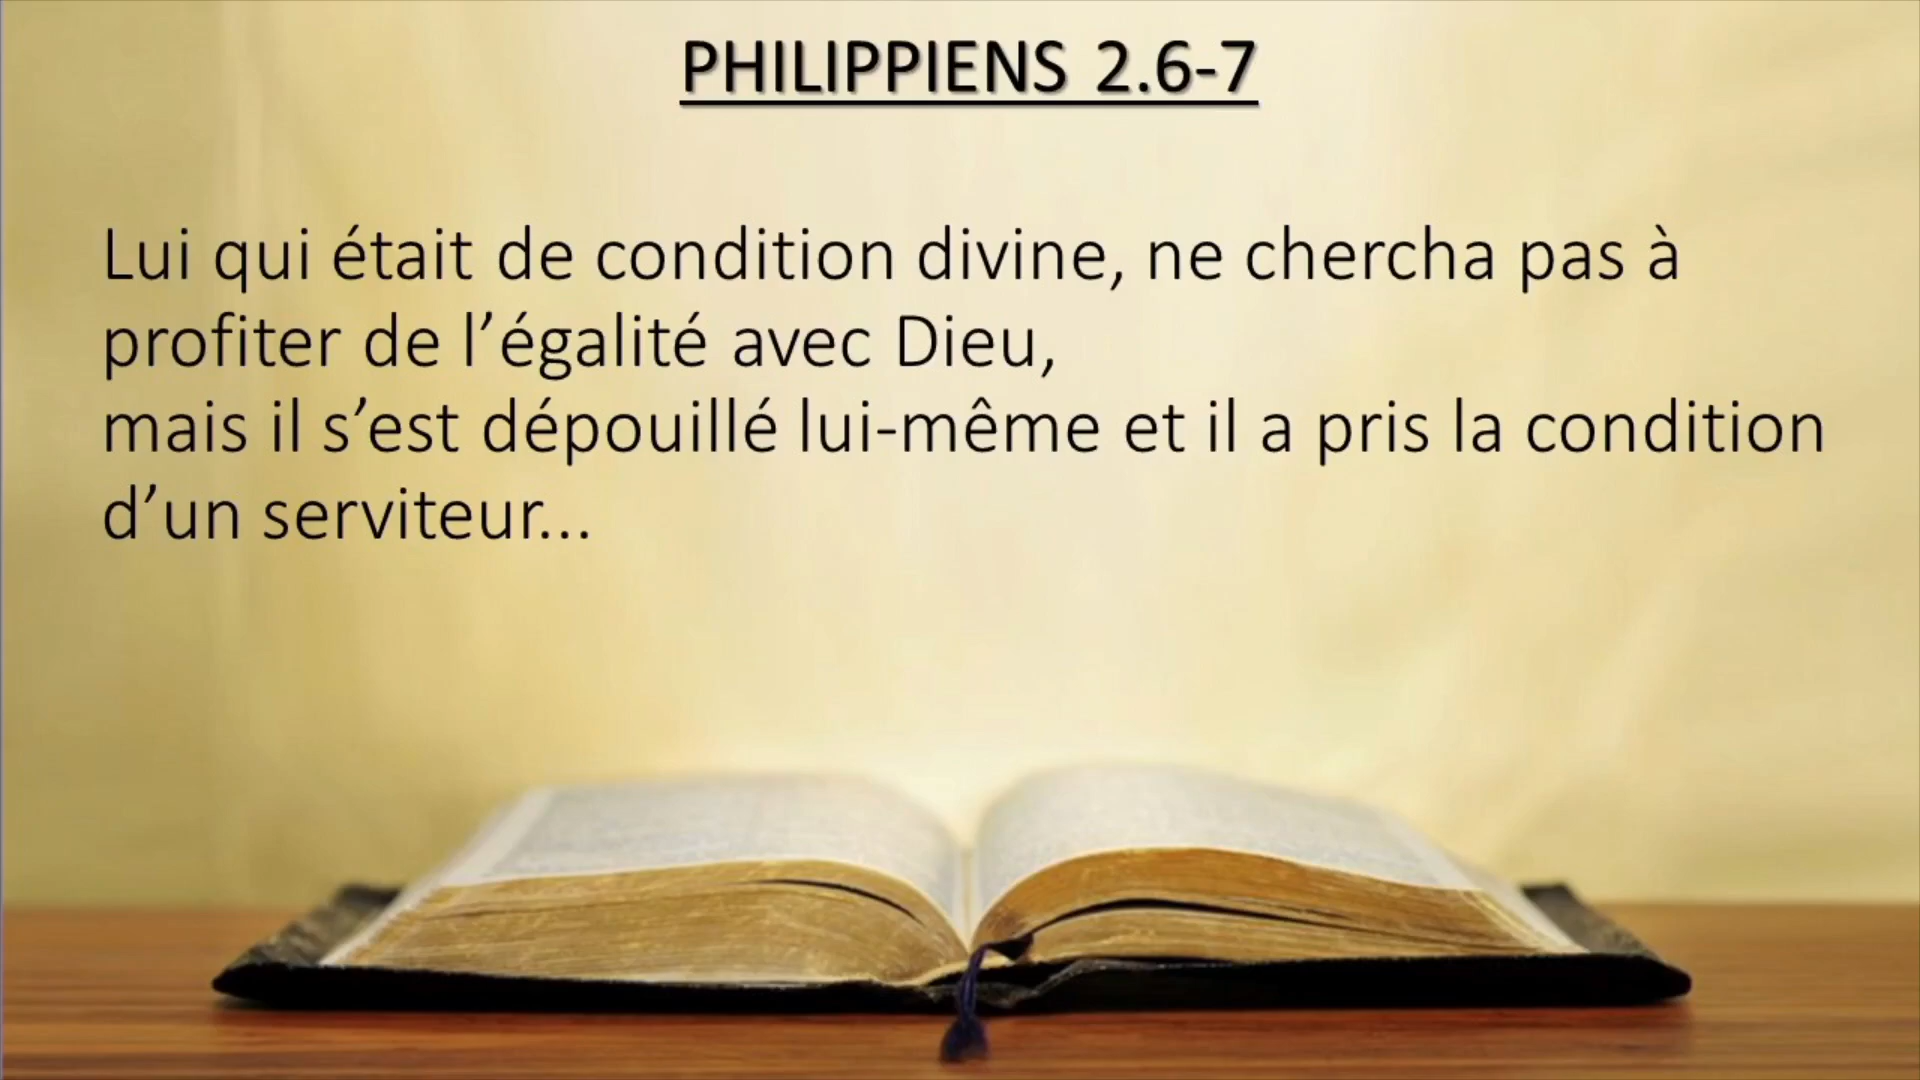 PHILIPPIENS 2.6-7
Lui qui était de condition divine, ne chercha pas à
profiter de l’égalité avec Dieu,
mais il s’est dépouillé lui-même et il a pris la condition
d’un serviteur...